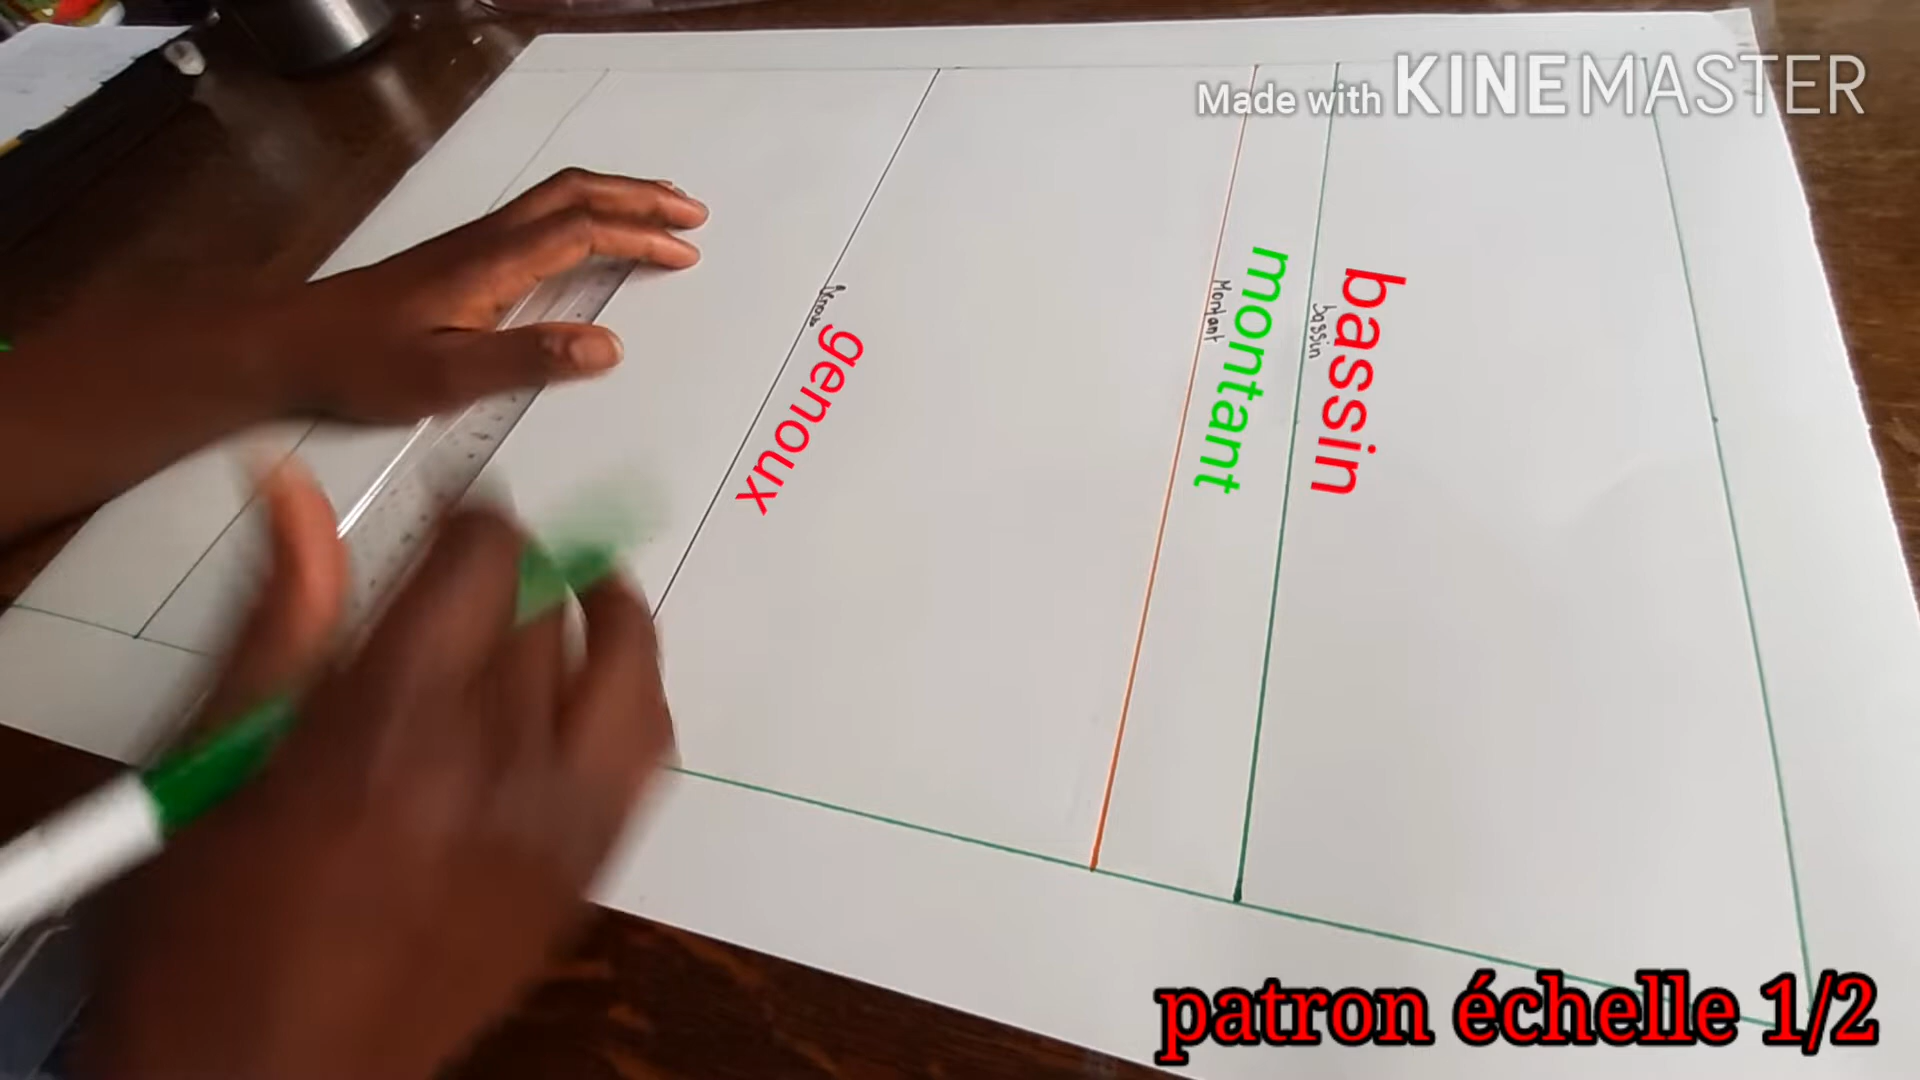 Made with KINEMASTER
bassin
bassin
montant
Montant
genoux
patron échelle 1/2